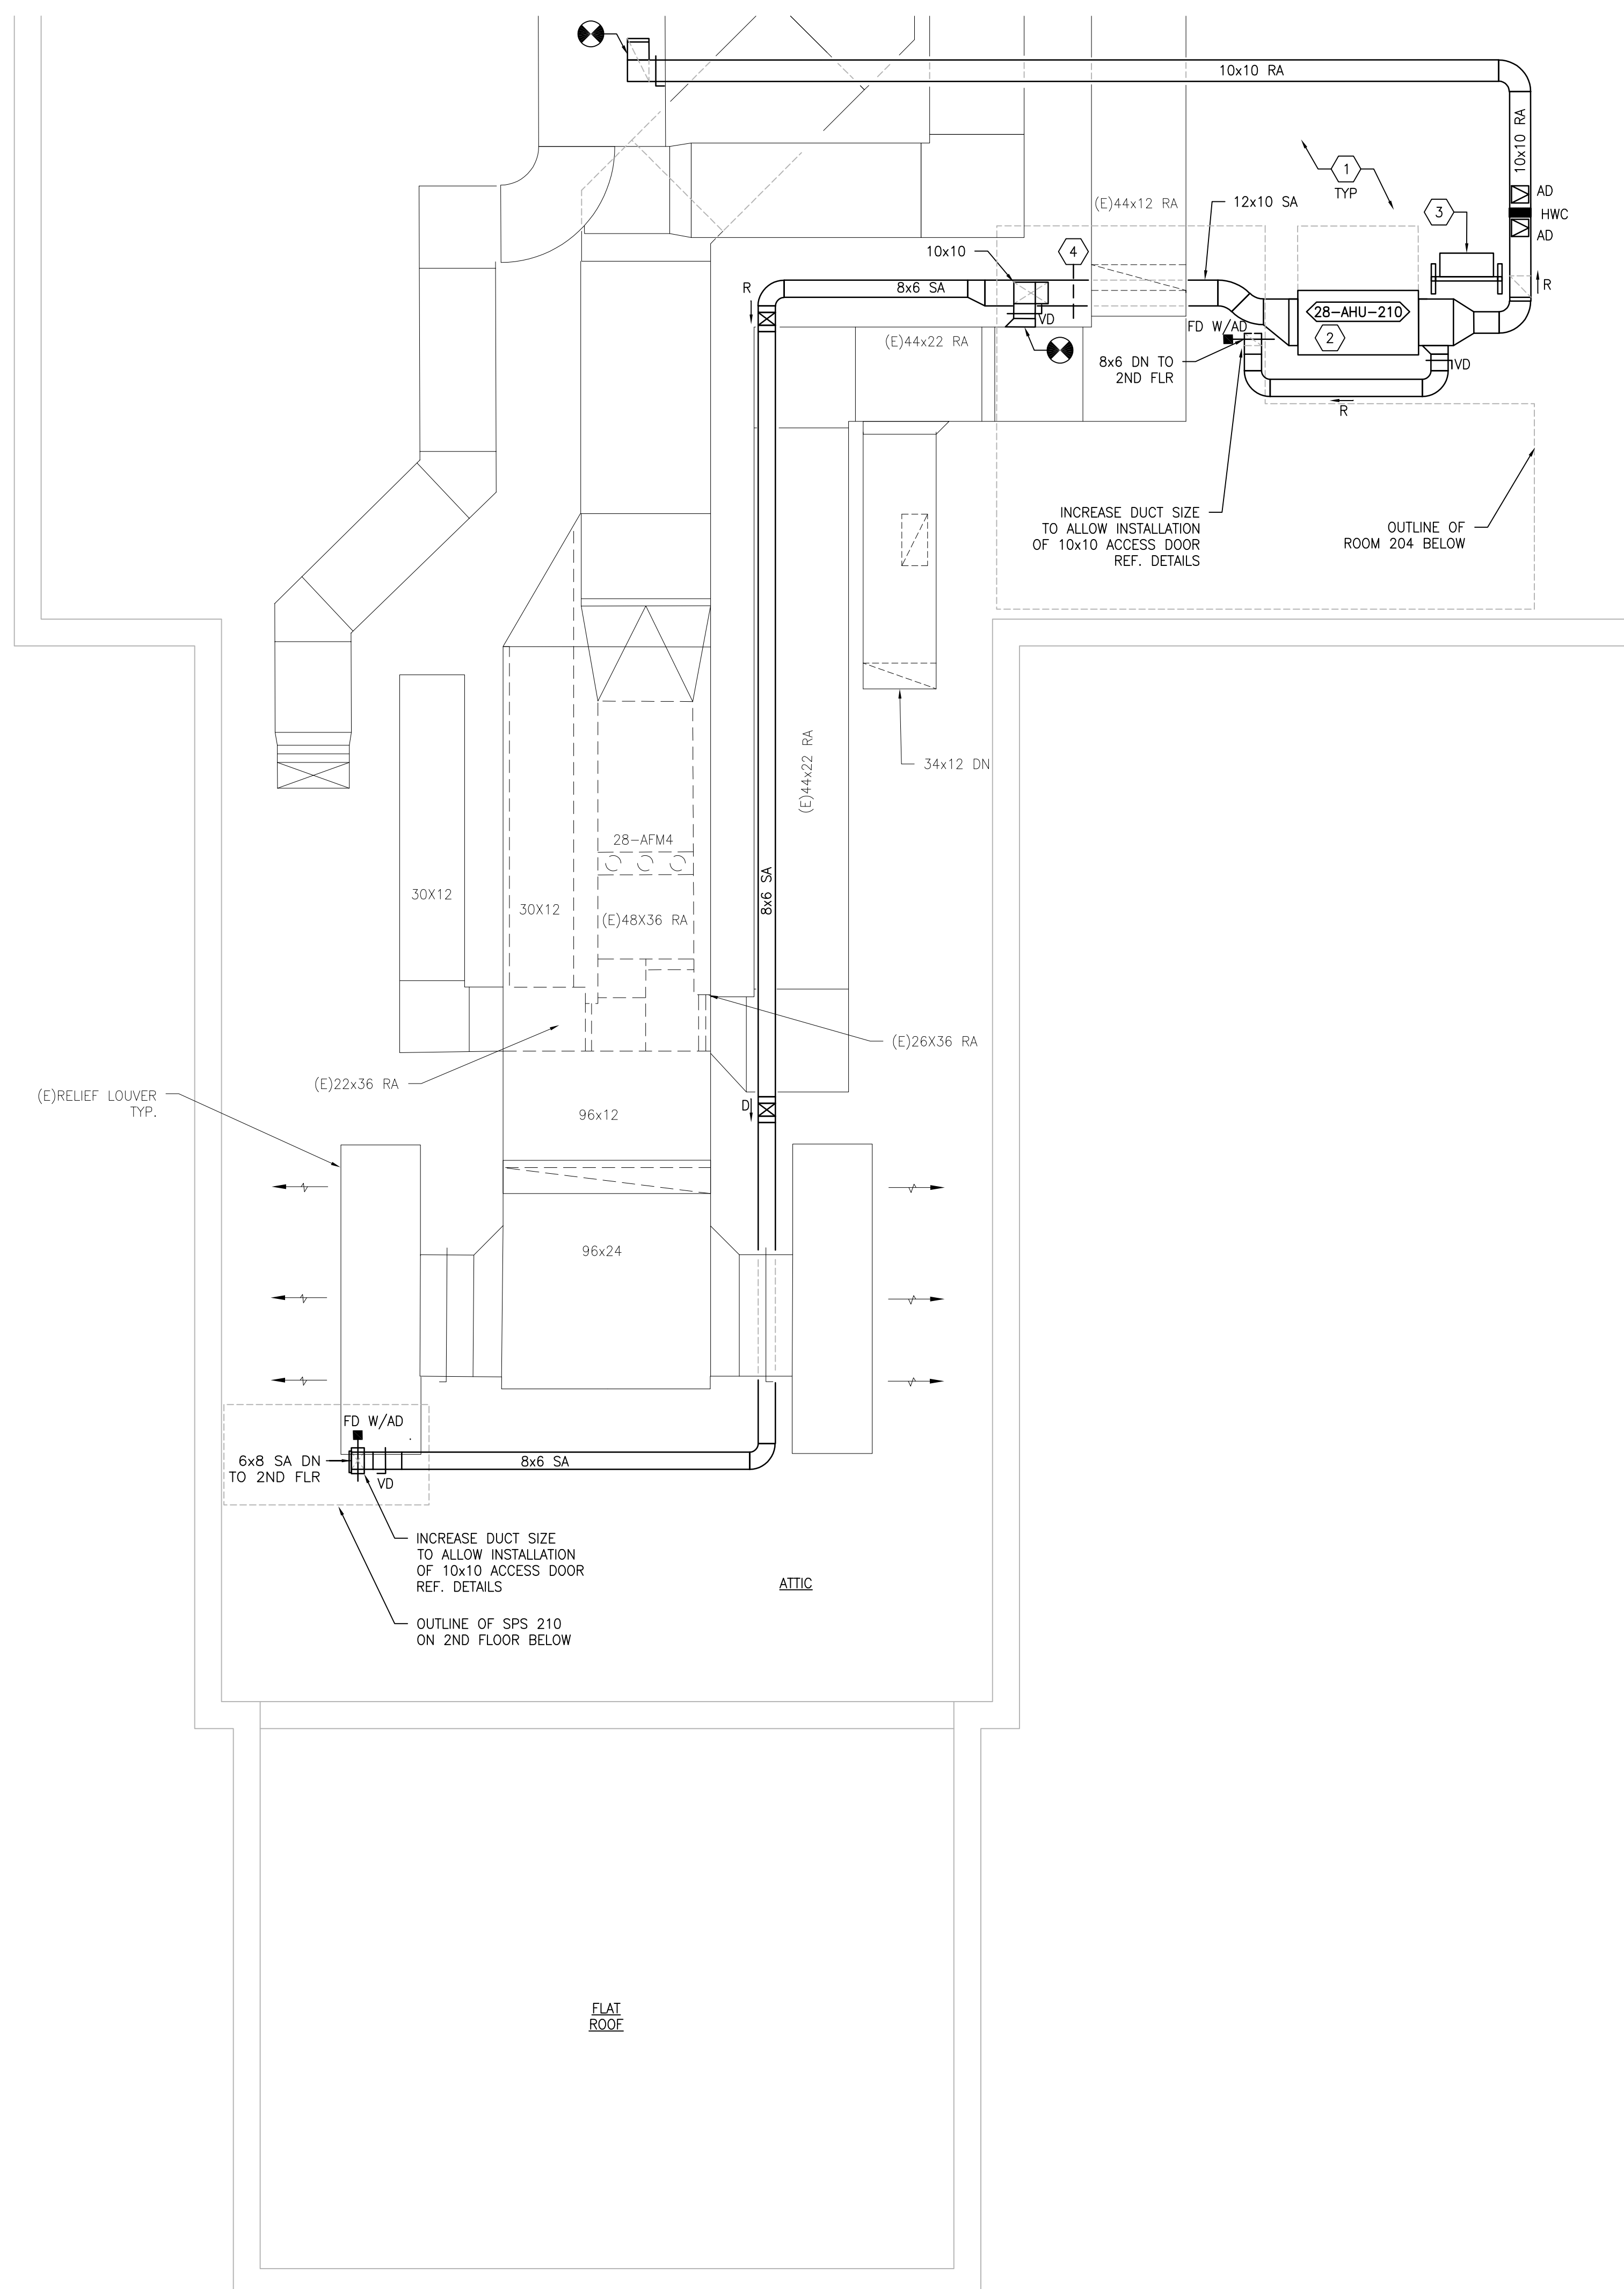 10x10 RA
10x10 RA
AD
HWC
AD
1
TYP
3
(E)44x12 RA
12x10 SA
10x10
4
R
8x6 SA
VD
R
28-AHU-210
2
FD W/AD
(E)44x22 RA
8x6 DN TO
2ND FLR
VD
R
INCREASE DUCT SIZE
TO ALLOW INSTALLATION
OF 10x10 ACCESS DOOR
REF. DETAILS
OUTLINE OF
ROOM 204 BELOW
(E)44x22 RA
34x12 DN
28-AFM4
8x6 SA
30X12
30X12
(E)48X36 RA
(E)26X36 RA
(E)22x36 RA
(E)RELIEF LOUVER
TYP.
D
96x12
96x24
FD W/AD
6x8 SA DN
TO 2ND FLR
VD
8x6 SA
INCREASE DUCT SIZE
TO ALLOW INSTALLATION
OF 10x10 ACCESS DOOR
REF. DETAILS
ATTIC
OUTLINE OF SPS 210
ON 2ND FLOOR BELOW
FLAT
ROOF